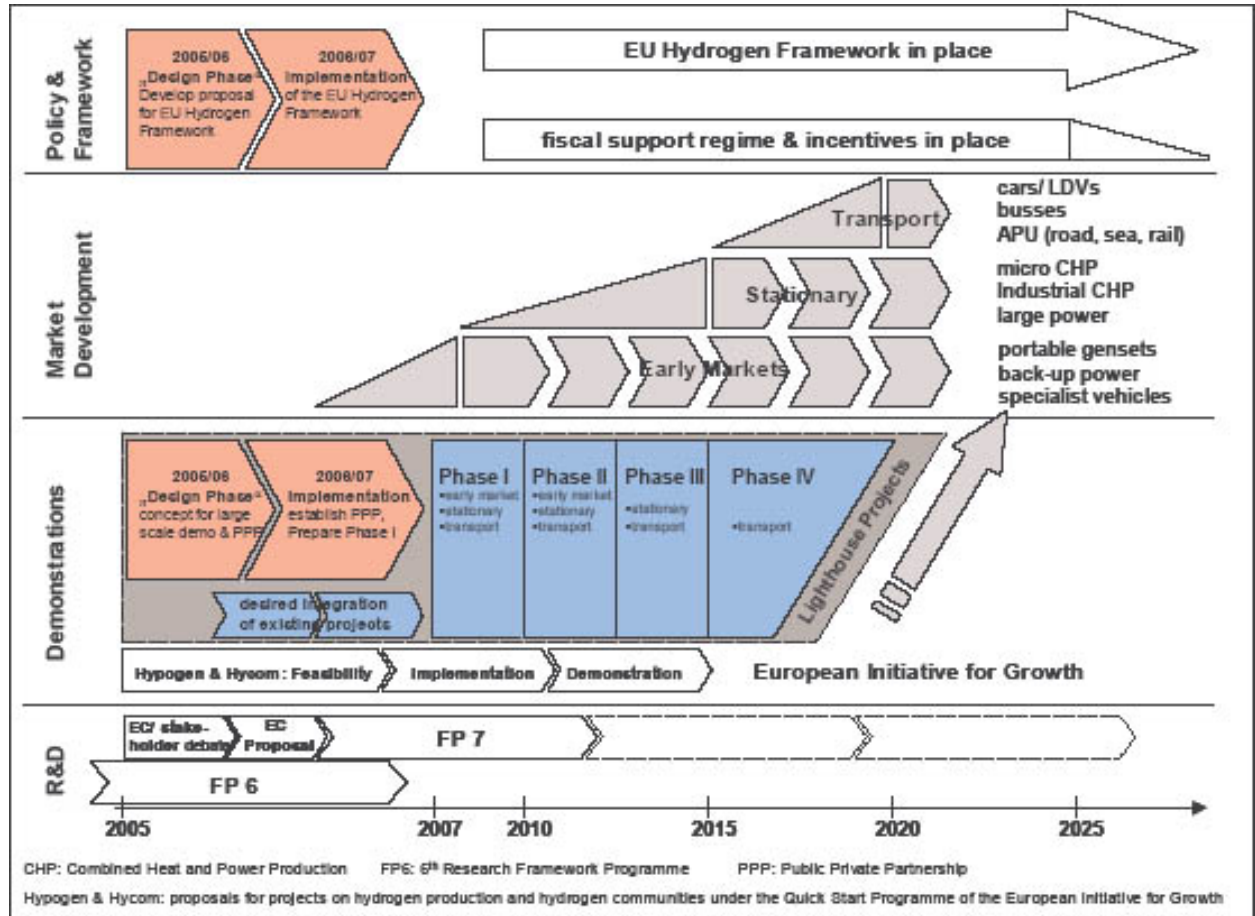 Policy & Framework
2005/06
„Design Phase“
Develop proposal
for EU Hydrogen
Framework
2006/07
Implementation
of the EU Hydrogen
Framework
EU Hydrogen Framework in place
fiscal support regime & incentives in place
Market Development
Transport
cars/ LDVs
busses
APU (road, sea, rail)
Stationary
micro CHP
Industrial CHP
large power
Early Markets
portable gensets
back-up power
specialist vehicles
Demonstrations
2005/06
„Design Phase“
concept for large
scale demo & PPP
2006/07
Implementation
establish PPP,
Prepare Phase I
desired integration
of existing projects
Phase I
•early market
•stationary
•transport
Phase II
•early market
•stationary
•transport
Phase III
•stationary
•transport
Phase IV
•transport
Lighthouse Projects
Hypogen & Hycom: Feasibility
Implementation
Demonstration
European Initiative for Growth
R&D
EC/ stake-
holder debate
EC
Proposal
FP 7
FP 6
2005
2007
2010
2015
2020
2025
CHP: Combined Heat and Power Production FP6: 6th Research Framework Programme PPP: Public Private Partnership
Hypogen & Hycom: proposals for projects on hydrogen production and hydrogen communities under the Quick Start Programme of the European Initiative for Growth